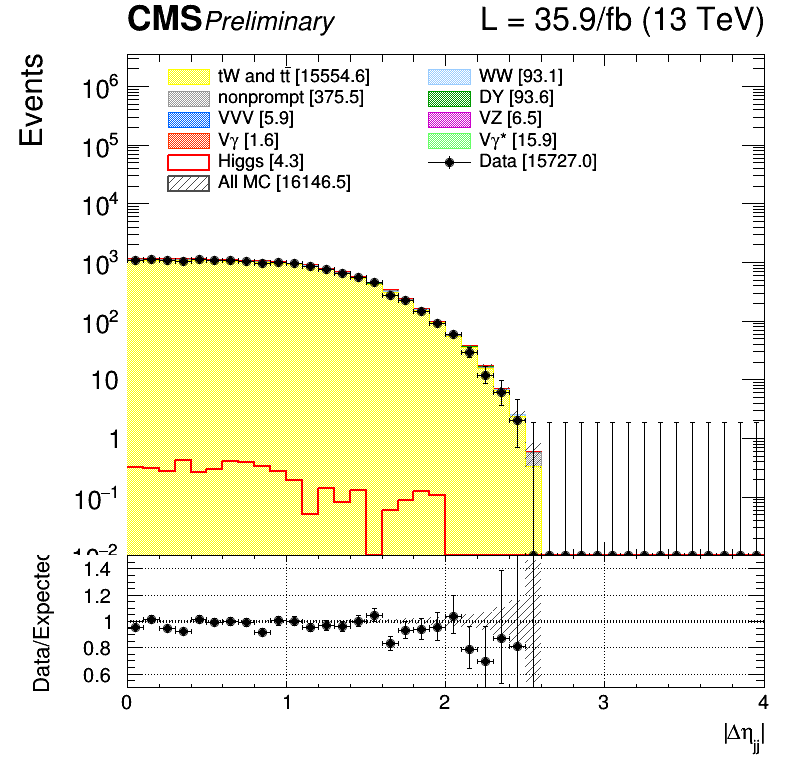 CMS Preliminary L = 35.9/fb (13 TeV)
Events
tW and tt̅ [15554.6] WW [93.1]
nonprompt [375.5] DY [93.6]
VVV [5.9] VZ [6.5]
Vγ [1.6] Vγ* [15.9]
Higgs [4.3] Data [15727.0]
All MC [16146.5]
10⁶
10⁵
10⁴
10³
10²
10
1
10⁻¹
10⁻²
Data/Expected
1.4
1.2
1
0.8
0.6
0 1 2 3 4
|Δη_jj|